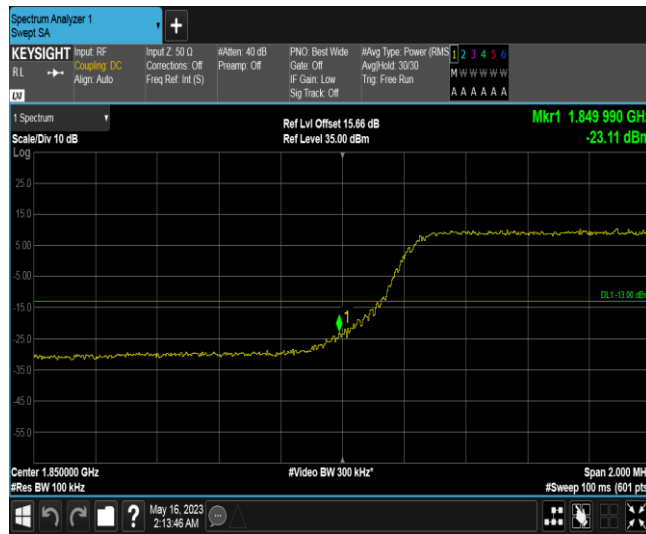 Spectrum Analyzer 1
Swept SA
KEYSIGHT
RL
LXI
Input: RF
Coupling: DC
Align: Auto
Input Z: 50 Ω
Corrections: Off
Freq Ref: Int (S)
#Atten: 40 dB
Preamp: Off
PNO: Best Wide
Gate: Off
IF Gain: Low
Sig Track: Off
#Avg Type: Power (RMS
Avg|Hold: 30/30
Trig: Free Run
1 2 3 4 5 6
M W W W W W
A A A A A A
1 Spectrum
Scale/Div 10 dB
Log
Ref Lvl Offset 15.66 dB
Ref Level 35.00 dBm
Mkr1 1.849 990 GH
-23.11 dBm
25.0
15.0
5.00
-5.00
-15.0
-25.0
-35.0
-45.0
-55.0
1
DL1 -13.00 dB
Center 1.850000 GHz
#Res BW 100 kHz
#Video BW 300 kHz*
Span 2.000 MH
#Sweep 100 ms (601 pts
?
May 16, 2023
2:13:46 AM